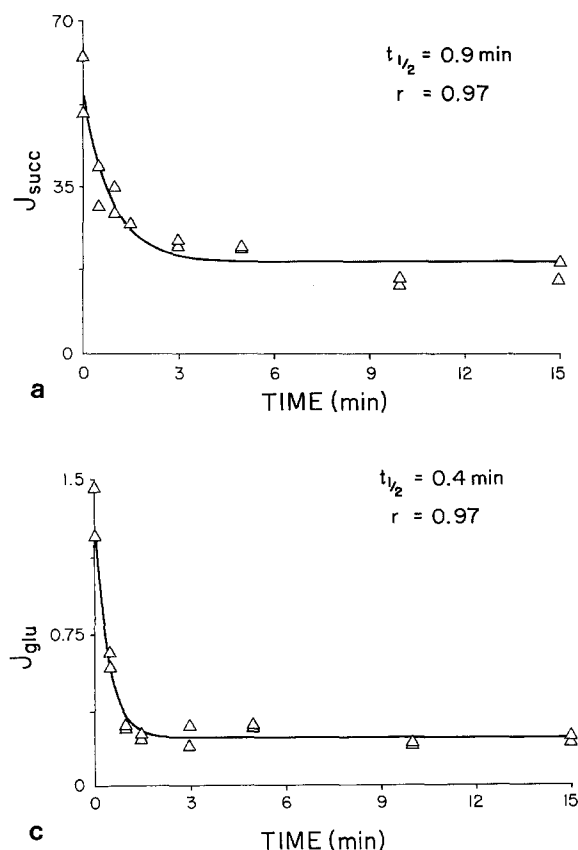 70
t1/2 = 0.9 min
r = 0.97
Jsucc
35
0
0 3 6 9 12 15
a
TIME (min)
1.5
t1/2 = 0.4 min
r = 0.97
Jglu
0.75
0
0 3 6 9 12 15
c
TIME (min)